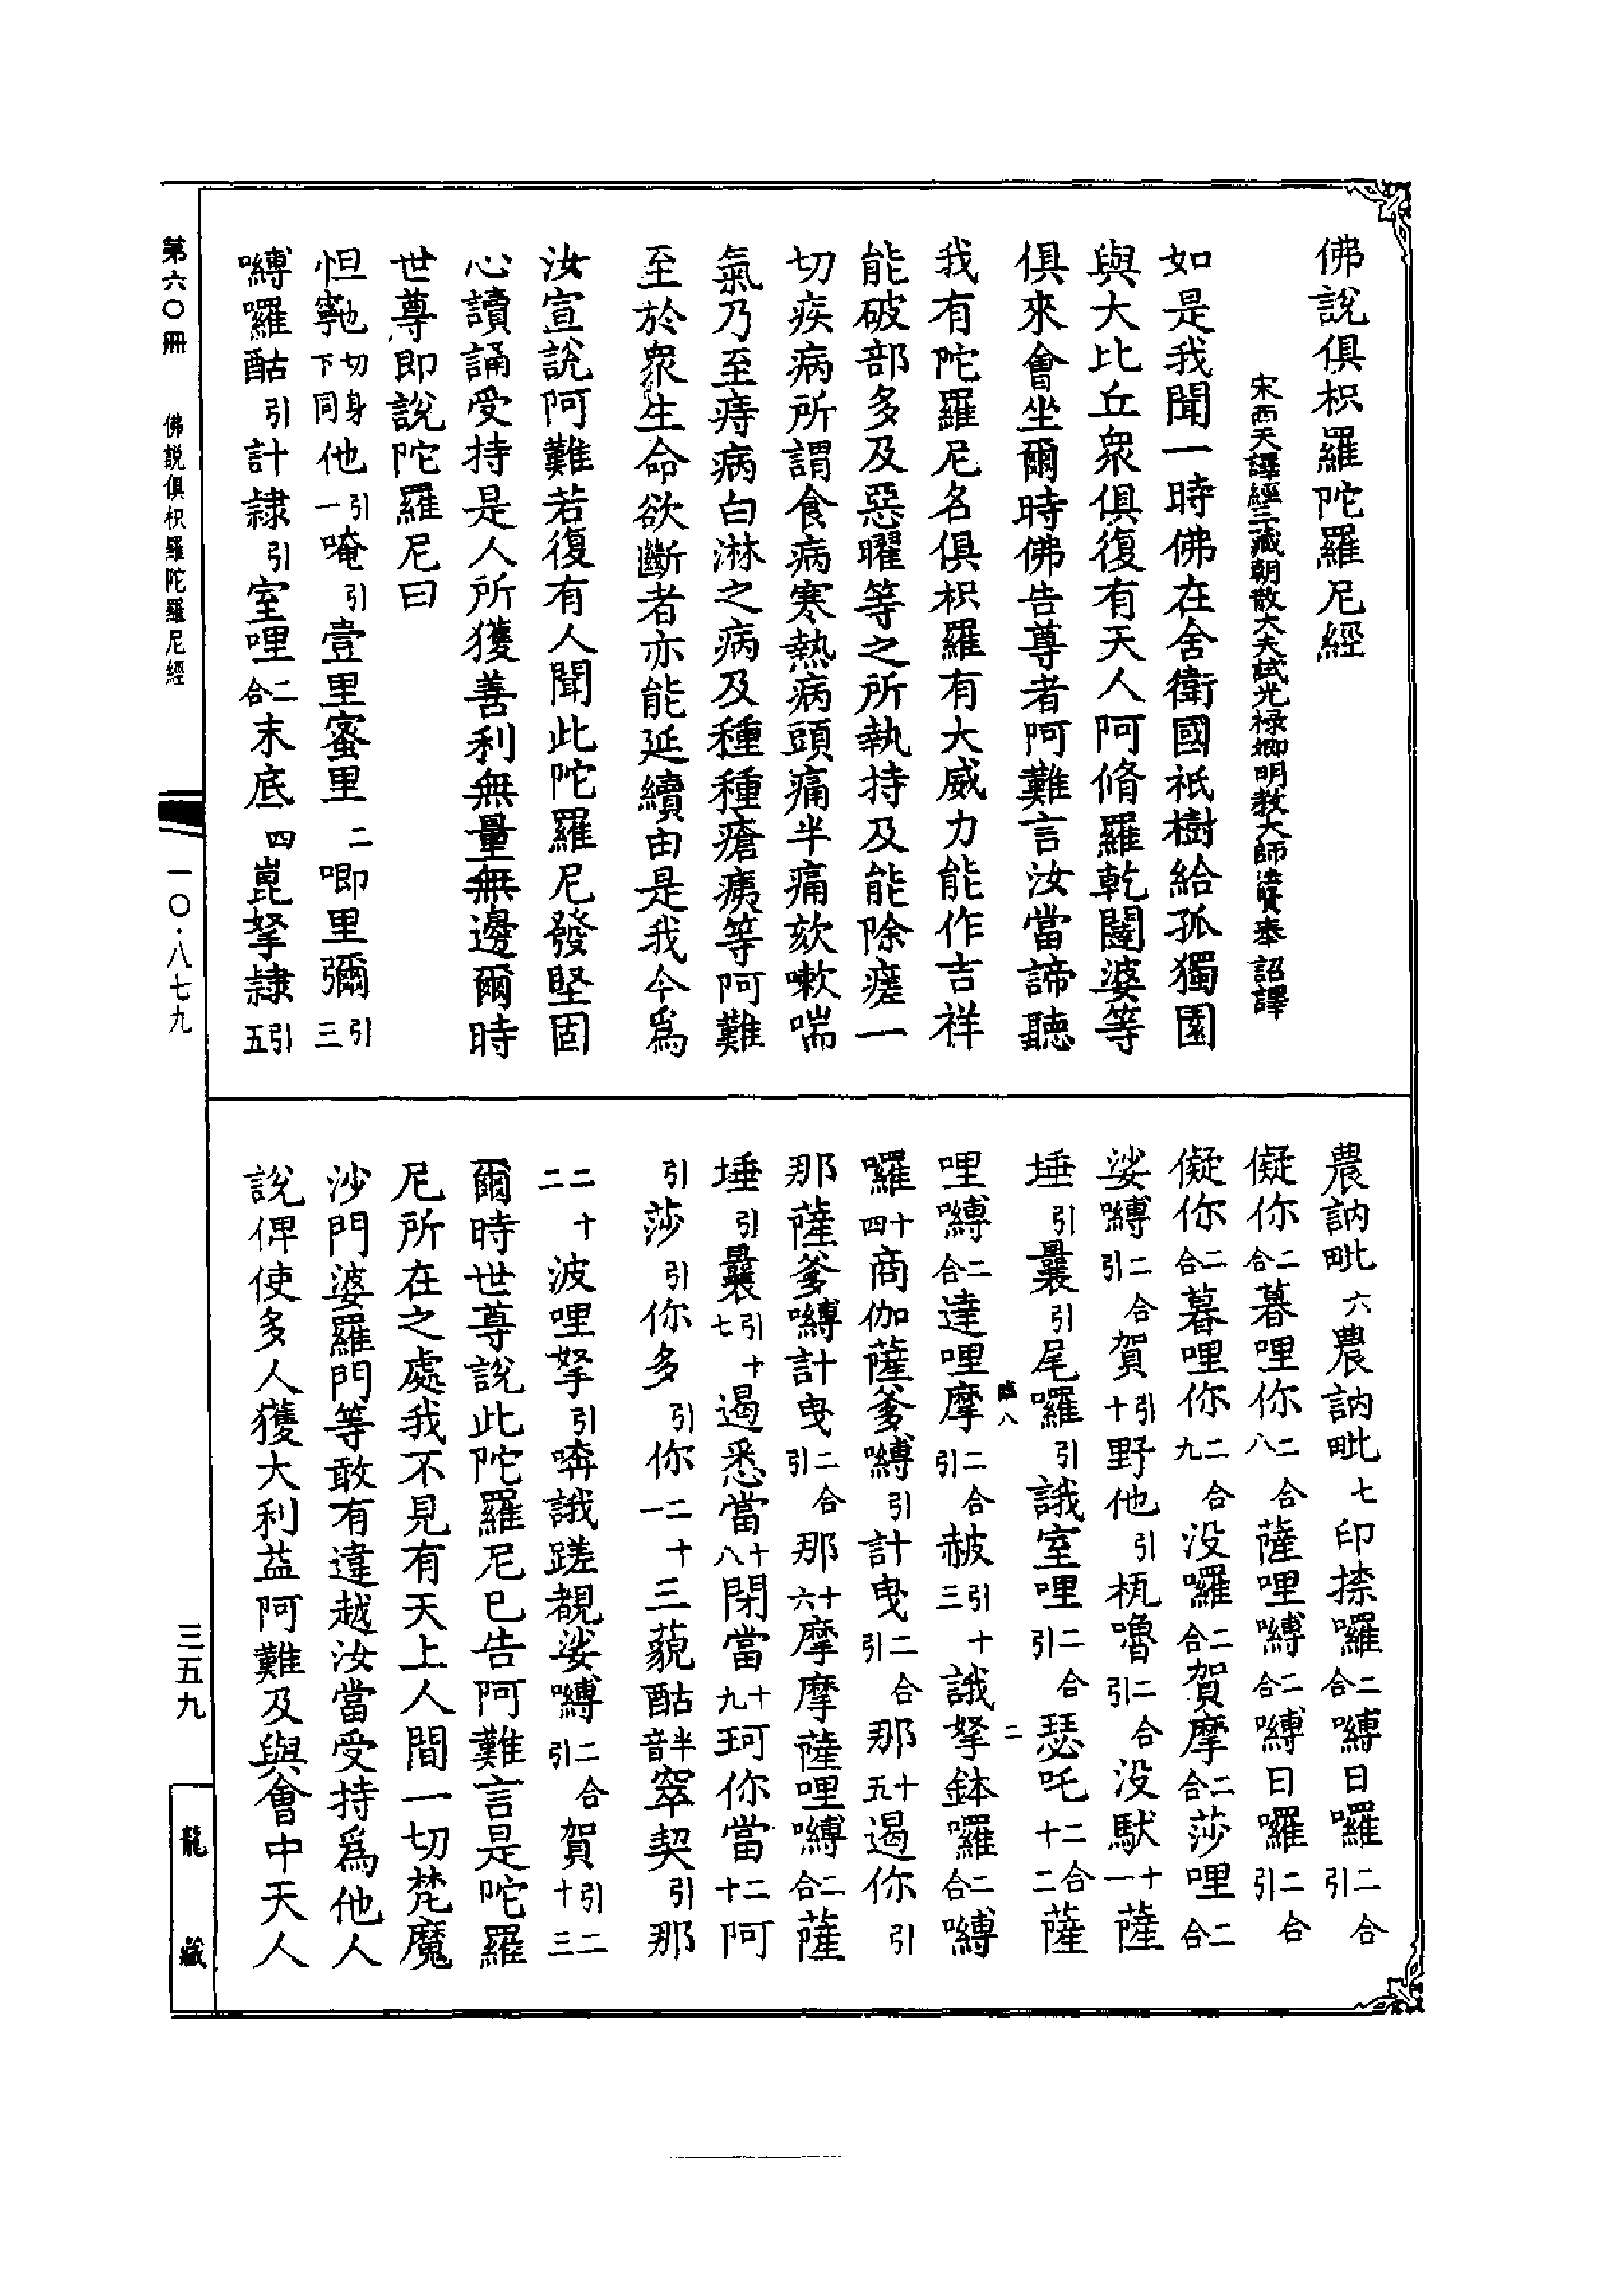 佛說俱枳羅陀羅尼經
宋西天譯經三藏朝散大夫試光祿卿明教大師法賢奉 詔譯
如是我聞一時佛在舍衛國祇樹給孤獨園
與大比丘衆俱復有天人阿脩羅乾闥婆等
俱來會坐爾時佛告尊者阿難言汝當諦聽
我有陀羅尼名俱枳羅有大威力能作吉祥
能破部多及惡曜等之所執持及能除瘧一
切疾病所謂食病寒熱病頭痛半痛欬嗽喘
氣乃至痔病白淋之病及種種瘡痍等阿難
至於衆生命欲斷者亦能延續由是我今爲
汝宣說阿難若復有人聞此陀羅尼發堅固
心讀誦受持是人所獲善利無量無邊爾時
世尊即說陀羅尼曰
怛寧也切身下同他引一唵引壹里蜜里二唧里彌引三
嚩囉酤引計隷引室哩二合末底四崑拏隷引五
農訥毗六農訥毗七印捺囉二合嚩日囉二合引
儗你二合暮哩你二合八薩哩嚩二合嚩日囉二合引
儗你二合暮哩你二合九没囉二合賀摩二合莎哩二合
娑嚩二合引賀引十野他引枙嚕二合引没馱十一薩
埵引曩引尾囉引誐室哩二合引瑟吒二合十二薩
哩嚩二合達哩摩二合引赧引十三誐拏鉢囉二合嚩
囉十四商伽薩爹嚩引計曳二合引那十五遏你引
那薩爹嚩計曳二合引那十六摩摩薩哩嚩二合薩
埵引曩引十七遏悉當十八閉當十九珂你當二十阿
引莎引你多引你二十一三藐酤半音窣契引那
二十二波哩拏引㖹誐蹉覩娑嚩二合引賀引二十三
爾時世尊說此陀羅尼已告阿難言是陀羅
尼所在之處我不見有天上人間一切梵魔
沙門婆羅門等敢有違越汝當受持爲他人
說俾使多人獲大利益阿難及與會中天人
第六〇冊 佛說俱枳羅陀羅尼經 一〇·八七九 三五九
龍藏